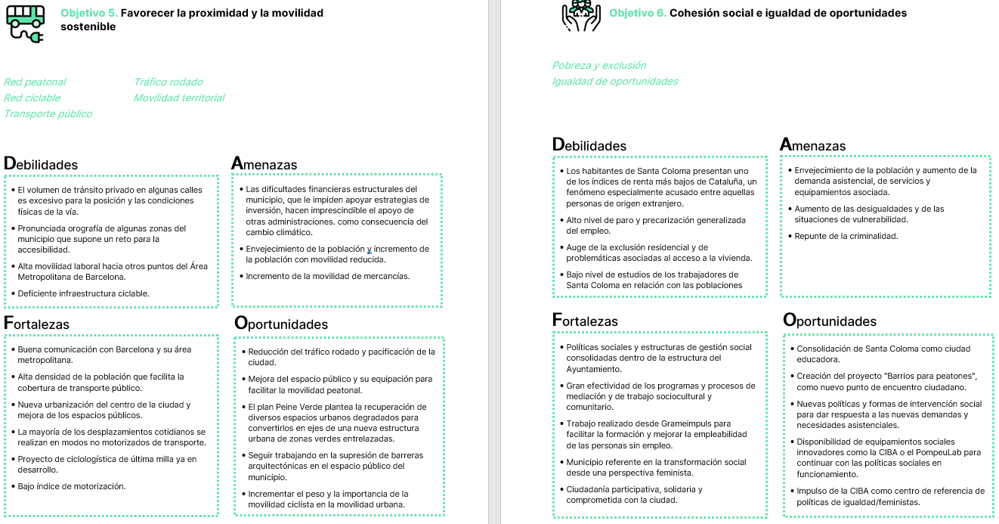 Objetivo 5. Favorecer la proximidad y la movilidad
sostenible
Red peatonal
Red ciclable
Transporte público
Tráfico rodado
Movilidad territorial
Debilidades
• El volumen de tránsito privado en algunas calles
es excesivo para la posición y las condiciones
físicas de la vía.
• Pronunciada orografía de algunas zonas del
municipio que supone un reto para la
accesibilidad.
• Alta movilidad laboral hacia otros puntos del Área
Metropolitana de Barcelona.
• Deficiente infraestructura ciclable.
Amenazas
• Las dificultades financieras estructurales del
municipio, que le impiden apoyar estrategias de
inversión, hacen imprescindible el apoyo de
otras administraciones. como consecuencia del
cambio climático.
• Envejecimiento de la población y incremento de
la población con movilidad reducida.
• Incremento de la movilidad de mercancías.
Fortalezas
• Buena comunicación con Barcelona y su área
metropolitana.
• Alta densidad de la población que facilita la
cobertura de transporte público.
• Nueva urbanización del centro de la ciudad y
mejora de los espacios públicos.
• La mayoría de los desplazamientos cotidianos se
realizan en modos no motorizados de transporte.
• Proyecto de ciclologística de última milla ya en
desarrollo.
• Bajo índice de motorización.
Oportunidades
• Reducción del tráfico rodado y pacificación de la
ciudad.
• Mejora del espacio público y su equipación para
facilitar la movilidad peatonal.
• El plan Peine Verde plantea la recuperación de
diversos espacios urbanos degradados para
convertirlos en ejes de una nueva estructura
urbana de zonas verdes entrelazadas.
• Seguir trabajando en la supresión de barreras
arquitectónicas en el espacio público del
municipio.
• Incrementar el peso y la importancia de la
movilidad ciclista en la movilidad urbana.
Objetivo 6. Cohesión social e igualdad de oportunidades
Pobreza y exclusión
Igualdad de oportunidades
Debilidades
• Los habitantes de Santa Coloma presentan uno
de los índices de renta más bajos de Cataluña, un
fenómeno especialmente acusado entre aquellas
personas de origen extranjero.
• Alto nivel de paro y precarización generalizada
del empleo.
• Auge de la exclusión residencial y de
problemáticas asociadas al acceso a la vivienda.
• Bajo nivel de estudios de los trabajadores de
Santa Coloma en relación con las poblaciones
Amenazas
• Envejecimiento de la población y aumento de la
demanda asistencial, de servicios y
equipamientos asociada.
• Aumento de las desigualdades y de las
situaciones de vulnerabilidad.
• Repunte de la criminalidad.
Fortalezas
• Políticas sociales y estructuras de gestión social
consolidadas dentro de la estructura del
Ayuntamiento.
• Gran efectividad de los programas y procesos de
mediación y de trabajo sociocultural y
comunitario.
• Trabajo realizado desde Grameimpuls para
facilitar la formación y mejorar la empleabilidad
de las personas sin empleo.
• Municipio referente en la transformación social
desde una perspectiva feminista.
• Ciudadanía participativa, solidaria y
comprometida con la ciudad.
Oportunidades
• Consolidación de Santa Coloma como ciudad
educadora.
• Creación del proyecto "Barrios para peatones",
como nuevo punto de encuentro ciudadano.
• Nuevas políticas y formas de intervención social
para dar respuesta a las nuevas demandas y
necesidades asistenciales.
• Disponibilidad de equipamientos sociales
innovadores como la CIBA o el PompeuLab para
continuar con las políticas sociales en
funcionamiento.
• Impulso de la CIBA como centro de referencia de
políticas de igualdad/feministas.